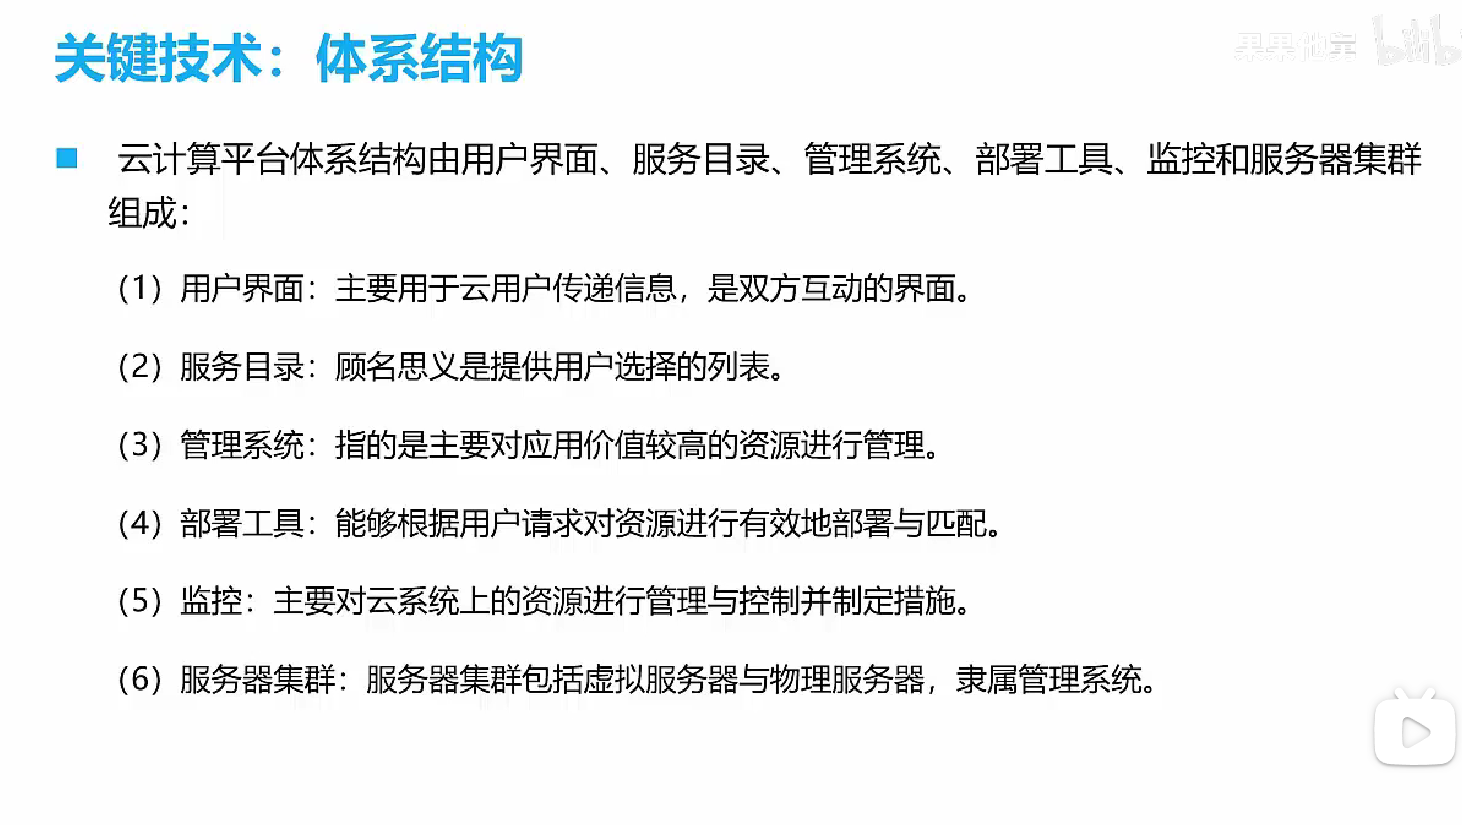 关键技术：体系结构
果果他舅 bilibili
云计算平台体系结构由用户界面、服务目录、管理系统、部署工具、监控和服务器集群
组成：
（1）用户界面：主要用于云用户传递信息，是双方互动的界面。
（2）服务目录：顾名思义是提供用户选择的列表。
（3）管理系统：指的是主要对应用价值较高的资源进行管理。
（4）部署工具：能够根据用户请求对资源进行有效地部署与匹配。
（5）监控：主要对云系统上的资源进行管理与控制并制定措施。
（6）服务器集群：服务器集群包括虚拟服务器与物理服务器，隶属管理系统。